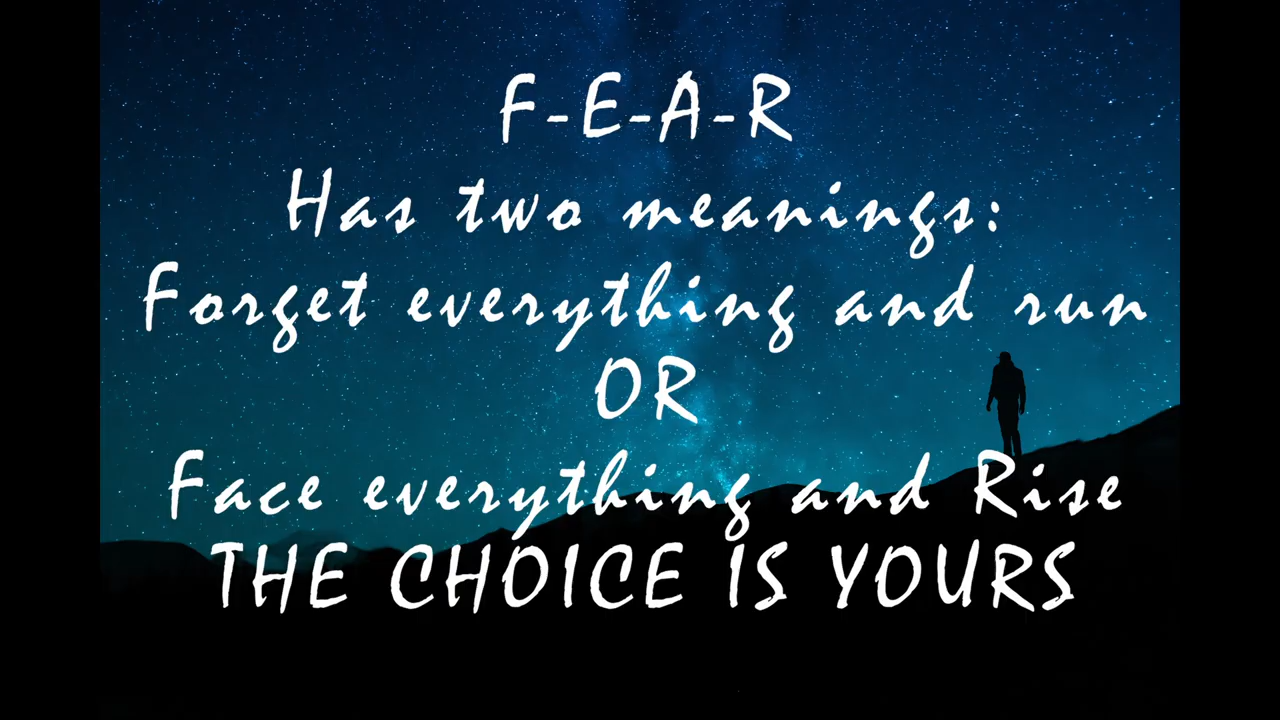 F-E-A-R
Has two meanings:
Forget everything and run
OR
Face everything and Rise
THE CHOICE IS YOURS